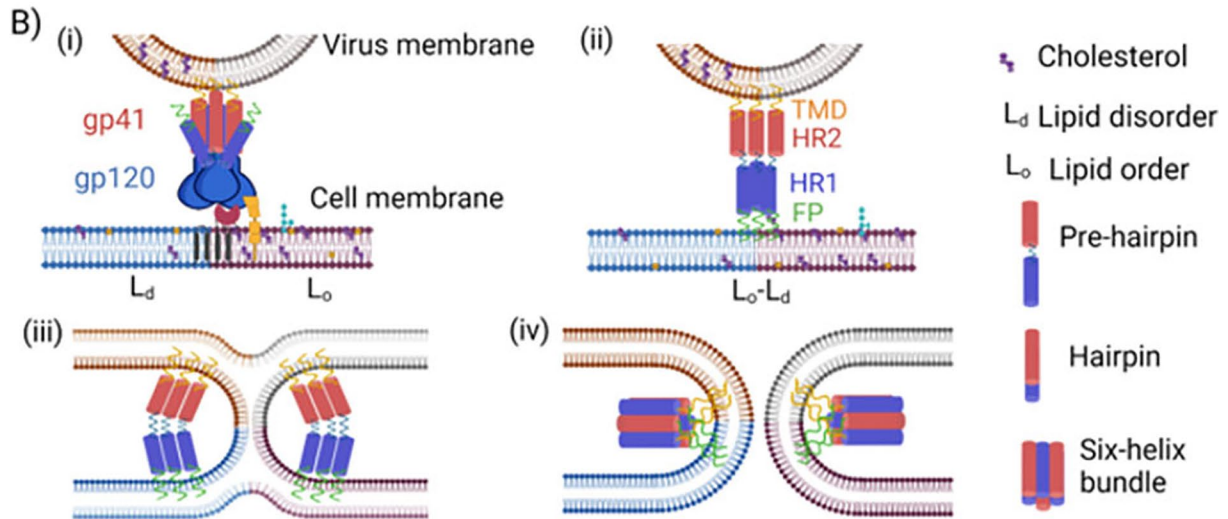 B)
(i)
Virus membrane
gp41
gp120
Cell membrane
Ld
Lo
(ii)
TMD
HR2
HR1
FP
Lo-Ld
(iii)
(iv)
Cholesterol
Ld Lipid disorder
Lo Lipid order
Pre-hairpin
Hairpin
Six-helix
bundle